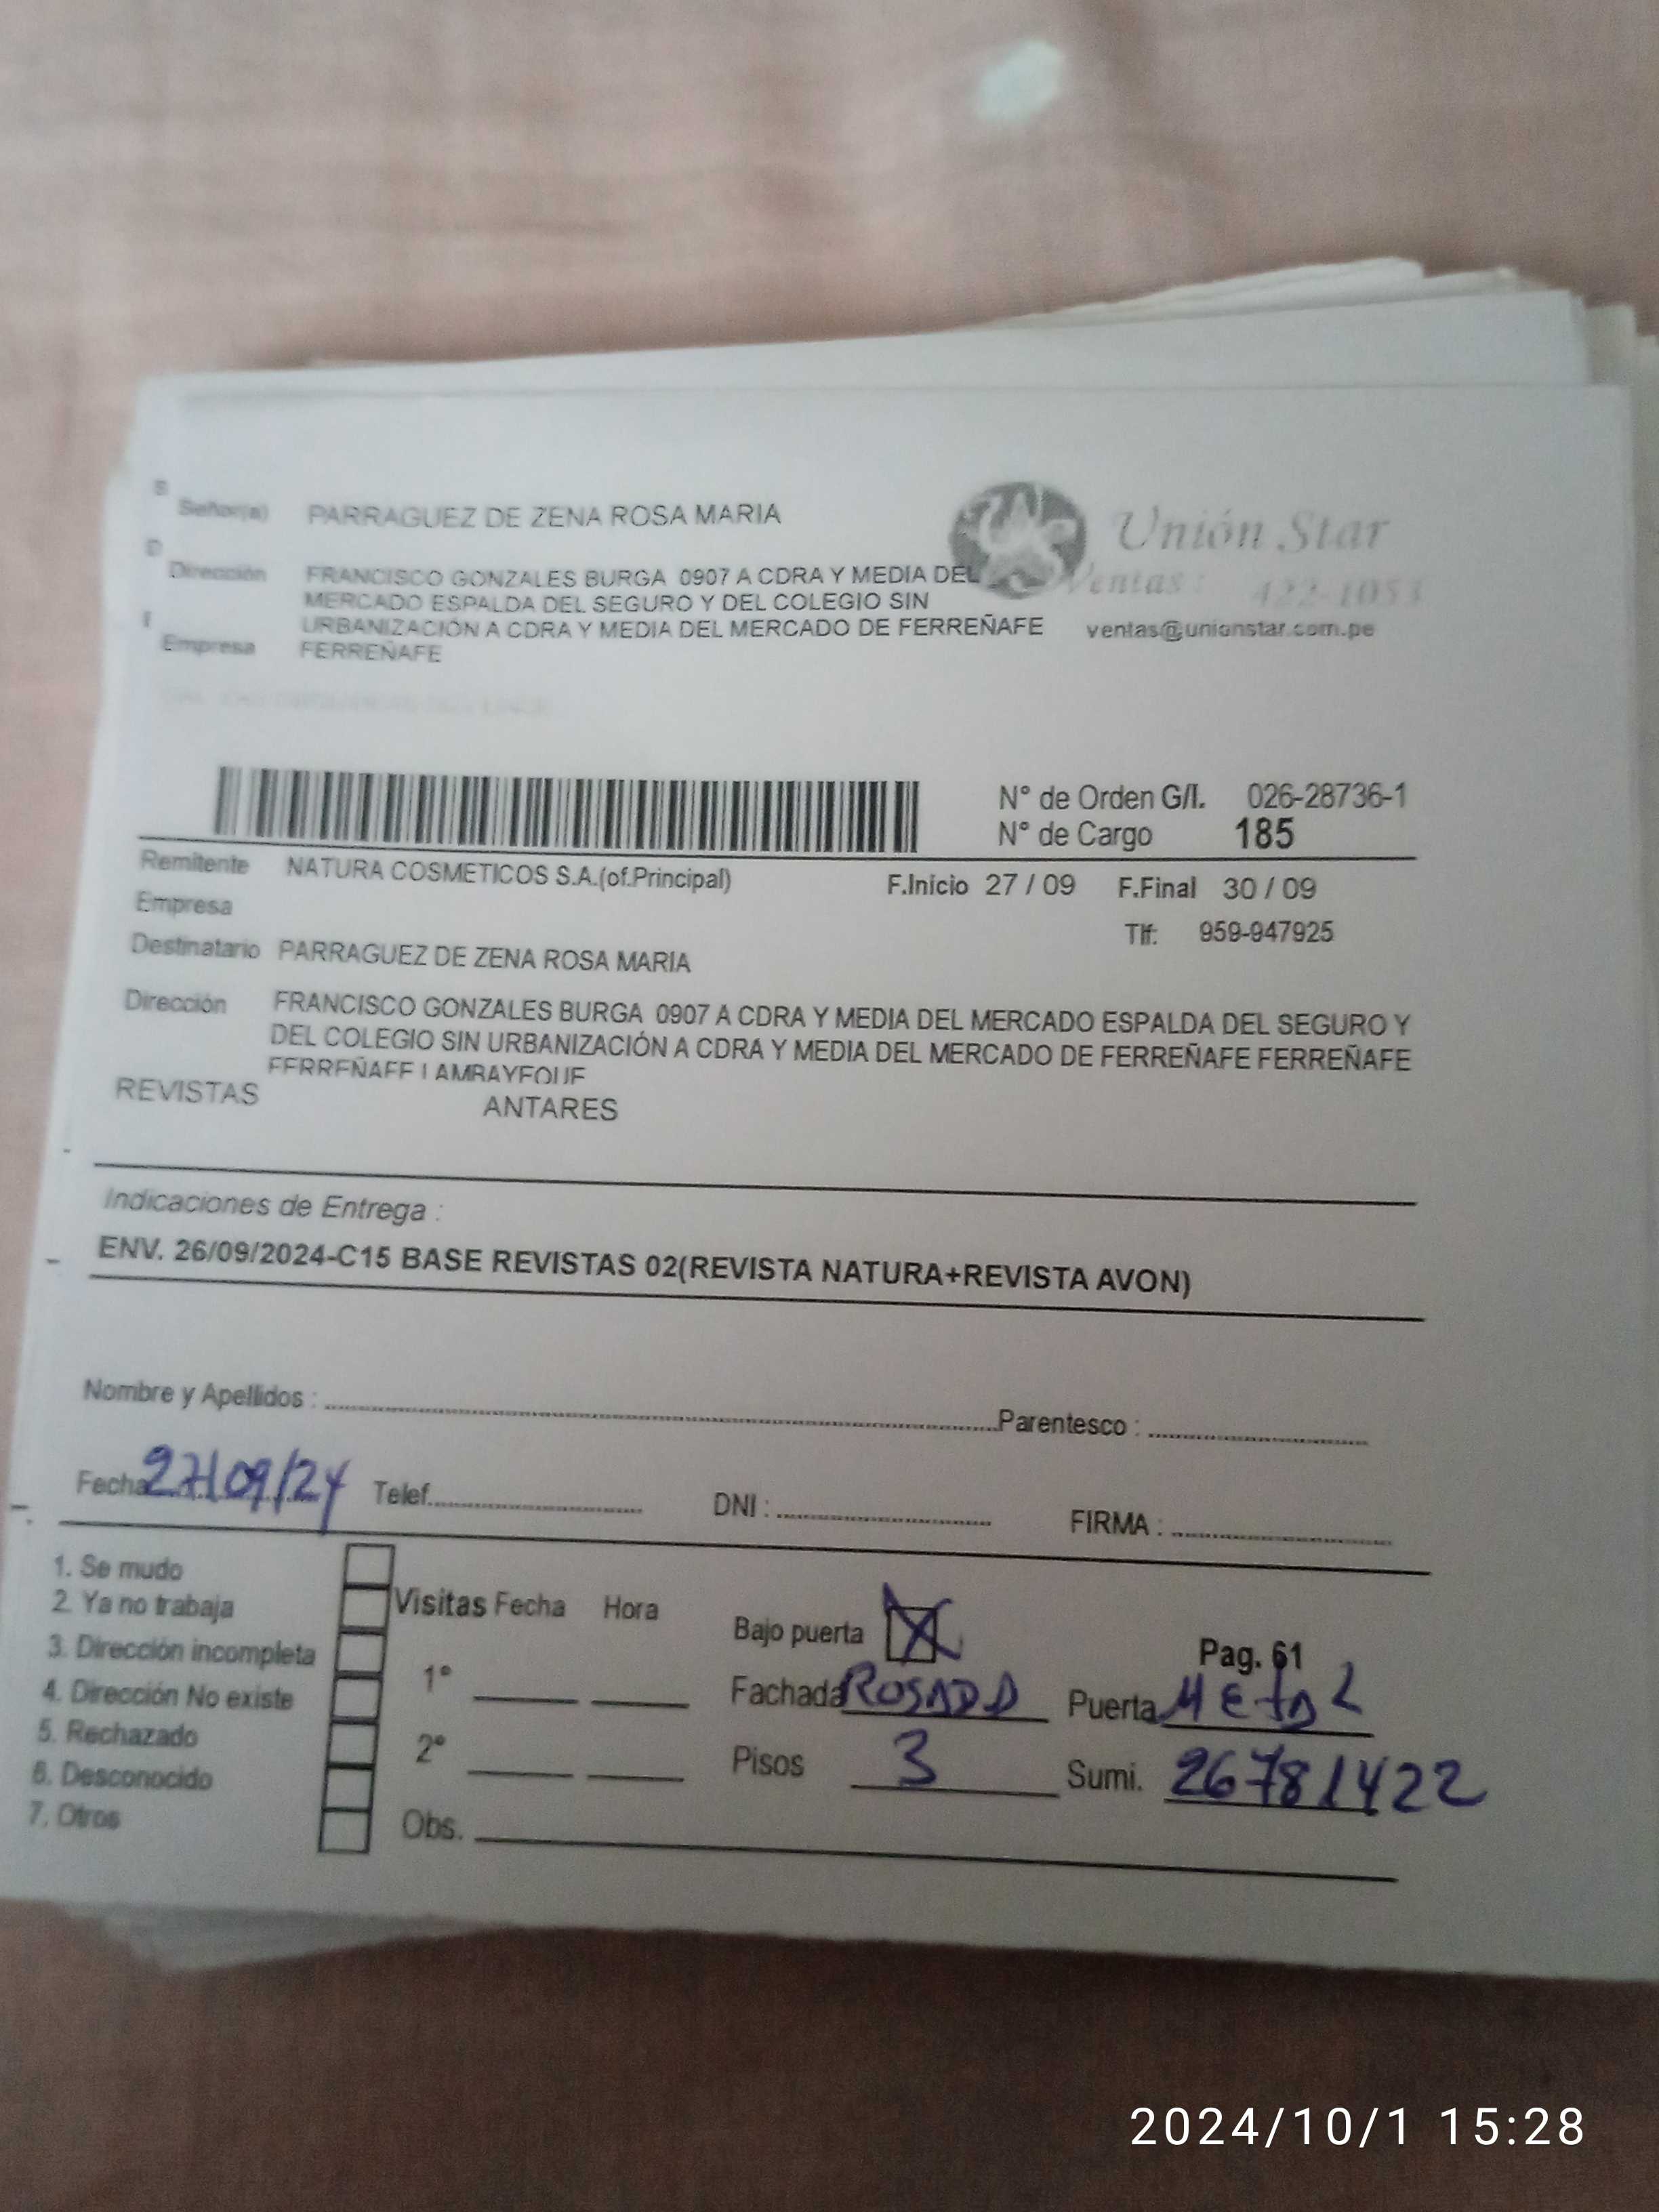 Señor(a) PARRAGUEZ DE ZENA ROSA MARIA
Unión Star
Dirección FRANCISCO GONZALES BURGA 0907 A CDRA Y MEDIA DEL
Ventas: 422-1053
MERCADO ESPALDA DEL SEGURO Y DEL COLEGIO SIN
URBANIZACIÓN A CDRA Y MEDIA DEL MERCADO DE FERREÑAFE
ventas@unionstar.com.pe
Empresa FERREÑAFE
N° de Orden G/I. 026-28736-1
N° de Cargo 185
Remitente NATURA COSMETICOS S.A.(of.Principal) F.Inicio 27 / 09 F.Final 30 / 09
Empresa
Tlf: 959-947925
Destinatario PARRAGUEZ DE ZENA ROSA MARIA
Dirección FRANCISCO GONZALES BURGA 0907 A CDRA Y MEDIA DEL MERCADO ESPALDA DEL SEGURO Y
DEL COLEGIO SIN URBANIZACIÓN A CDRA Y MEDIA DEL MERCADO DE FERREÑAFE FERREÑAFE
FERREÑAFE LAMBAYEQUE
REVISTAS ANTARES
Indicaciones de Entrega :
ENV. 26/09/2024-C15 BASE REVISTAS 02(REVISTA NATURA+REVISTA AVON)
Nombre y Apellidos : Parentesco :
Fecha 27/09/24 Telef. DNI : FIRMA :
1. Se mudo
2. Ya no trabaja
3. Dirección incompleta
4. Dirección No existe
5. Rechazado
6. Desconocido
7. Otros
Visitas Fecha Hora
1°
2°
Obs.
Bajo puerta X
Pag. 61
Fachada ROSADA Puerta MEtAL
Pisos 3 Sumi. 26781422
2024/10/1 15:28